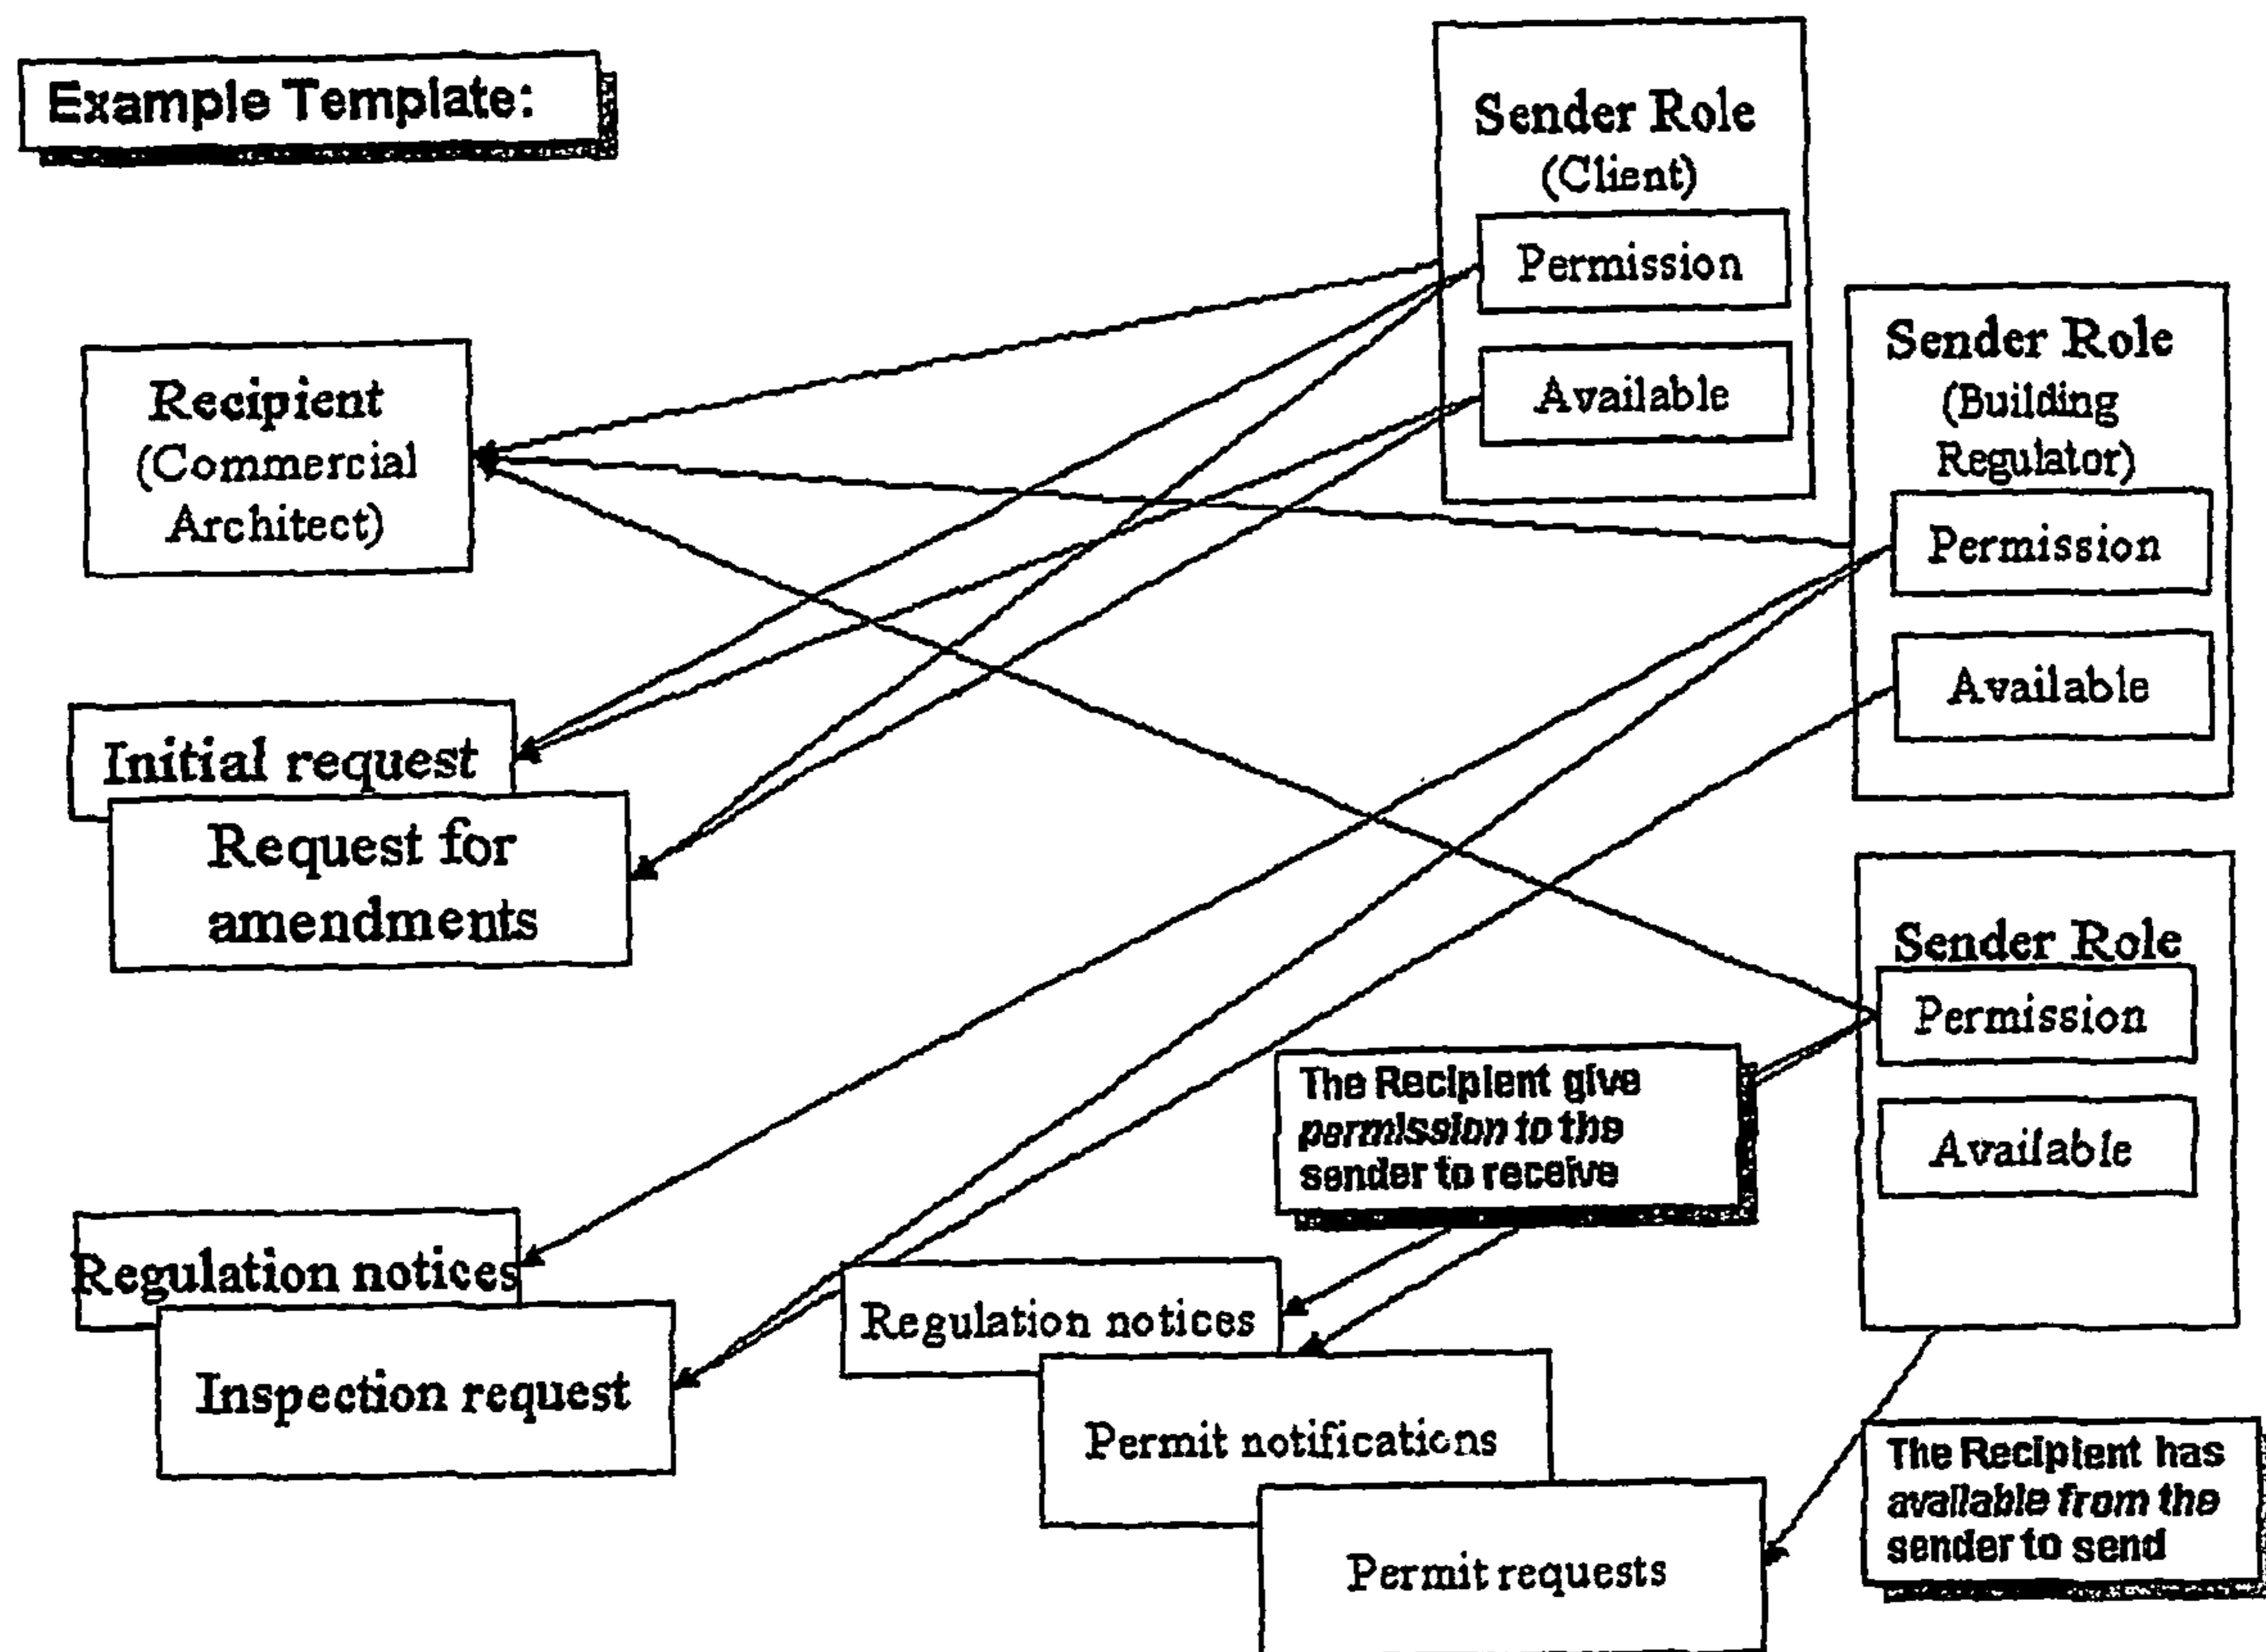 Example Template:
Sender Role
(Client)
Permission
Available
Recipient
(Commercial
Architect)
Sender Role
(Building
Regulator)
Permission
Available
Initial request
Request for
amendments
Sender Role
Permission
Available
The Recipient give
permission to the
sender to receive
Regulation notices
Inspection request
Regulation notices
Permit notifications
Permit requests
The Recipient has
available from the
sender to send